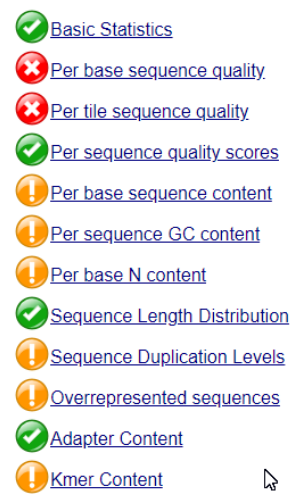 Basic Statistics
Per base sequence quality
Per tile sequence quality
Per sequence quality scores
Per base sequence content
Per sequence GC content
Per base N content
Sequence Length Distribution
Sequence Duplication Levels
Overrepresented sequences
Adapter Content
Kmer Content